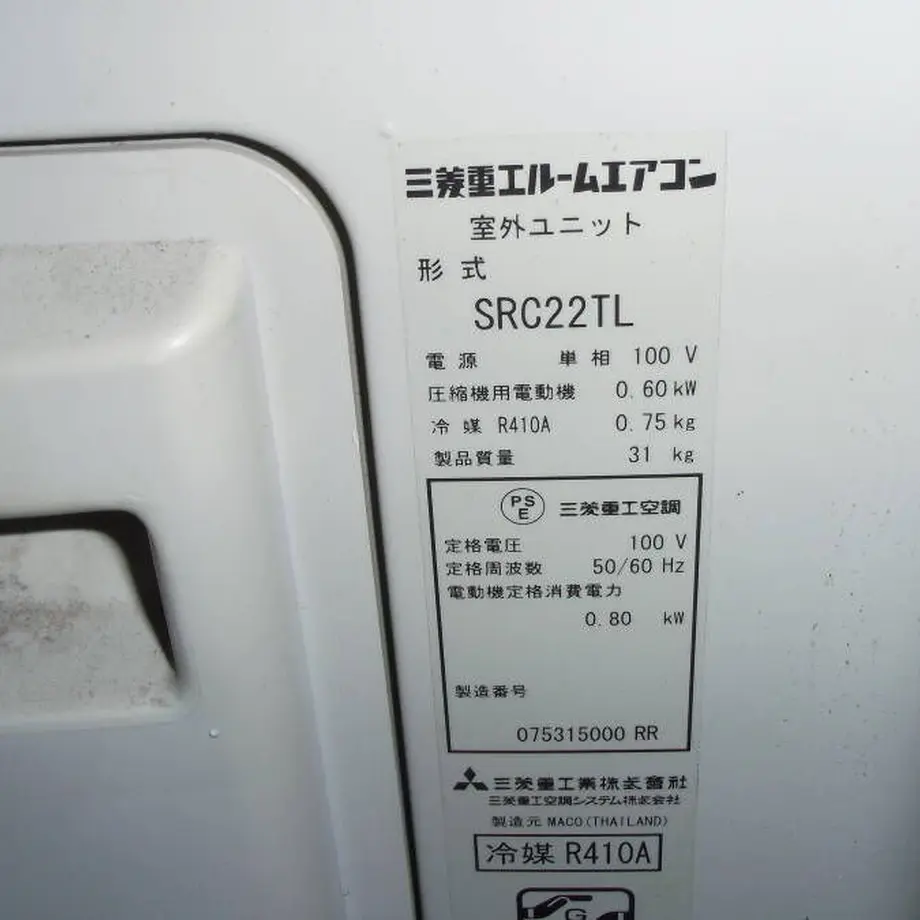 三菱重工ルームエアコン
室外ユニット
形式
SRC22TL
電源 単相 100 V
圧縮機用電動機 0.60 kW
冷媒 R410A 0.75 kg
製品質量 31 kg
PS E 三菱重工空調
定格電圧 100 V
定格周波数 50/60 Hz
電動機定格消費電力
0.80 kW
製造番号
075315000 RR
三菱重工業株式會社
三菱重工空調システム株式会社
製造元 MACO(THAILAND)
冷媒 R410A
G